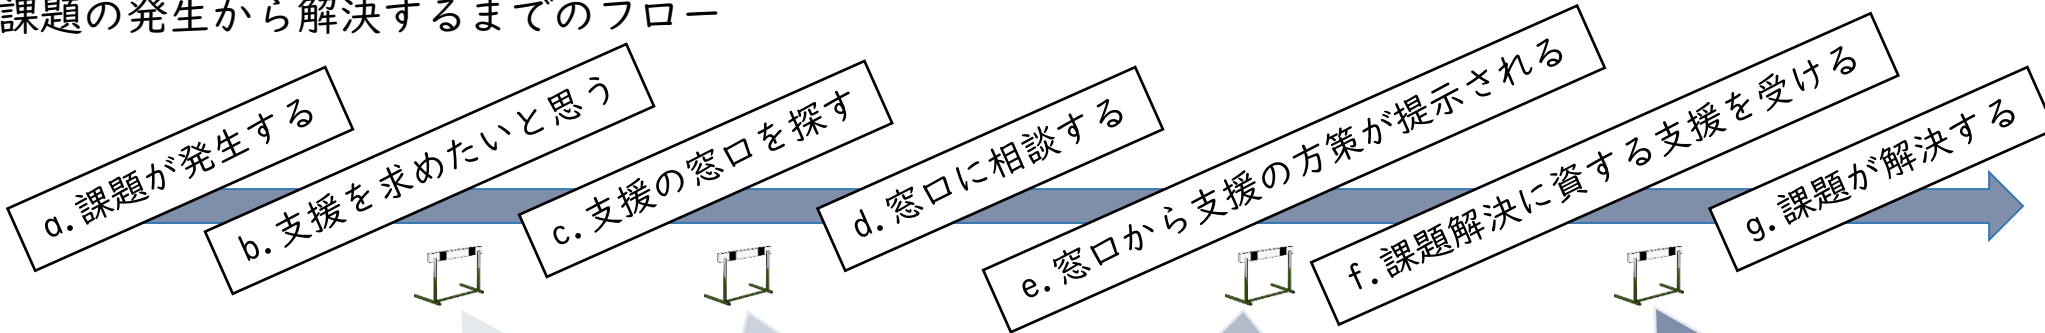 課題の発生から解決するまでのフロー
a.課題が発生する
b.支援を求めたいと思う
c.支援の窓口を探す
d.窓口に相談する
e.窓口から支援の方策が提示される
f.課題解決に資する支援を受ける
g.課題が解決する